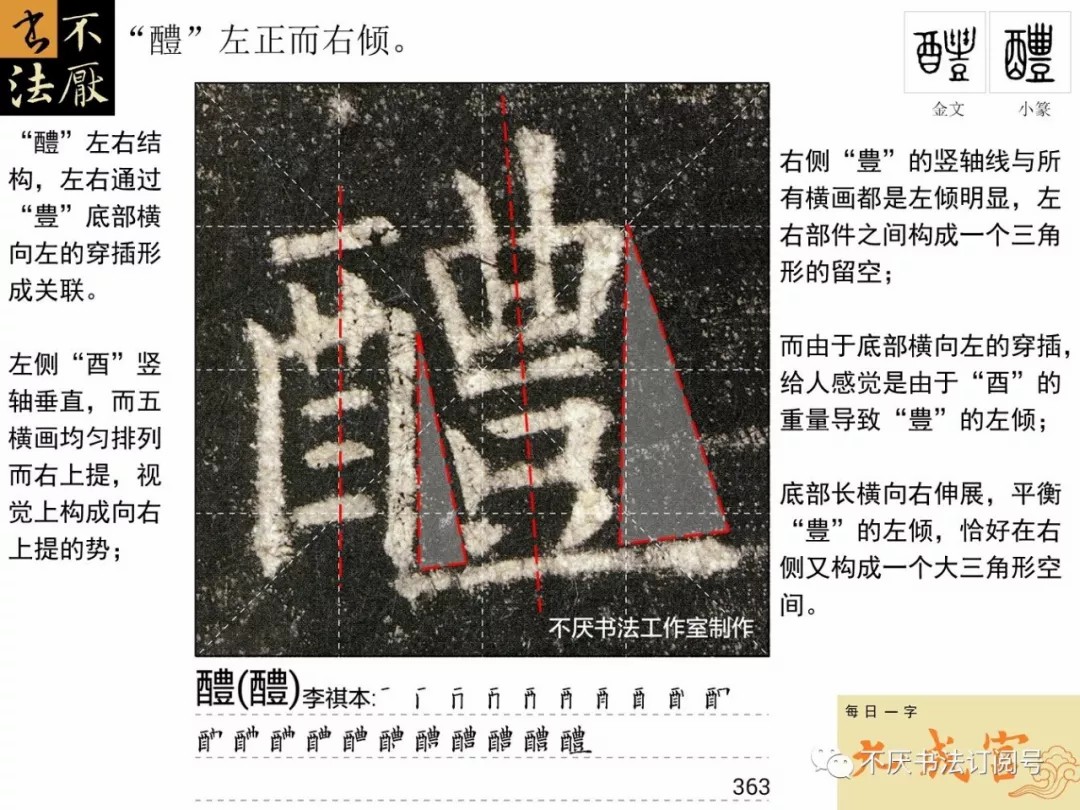 不厭
书法
“醴”左正而右倾。
金文
小篆
“醴”左右结
构，左右通过
“豊”底部横
向左的穿插形
成关联。
左侧“酉”竖
轴垂直，而五
横画均匀排列
而右上提，视
觉上构成向右
上提的势；
醴
不厌书法工作室制作
右侧“豊”的竖轴线与所
有横画都是左倾明显，左
右部件之间构成一个三角
形的留空；
而由于底部横向左的穿插，
给人感觉是由于“酉”的
重量导致“豊”的左倾；
底部长横向右伸展，平衡
“豊”的左倾，恰好在右
侧又构成一个大三角形空
间。
醴(醴)李祺本:
363
每日一字
九成宫
不厌书法订阅号